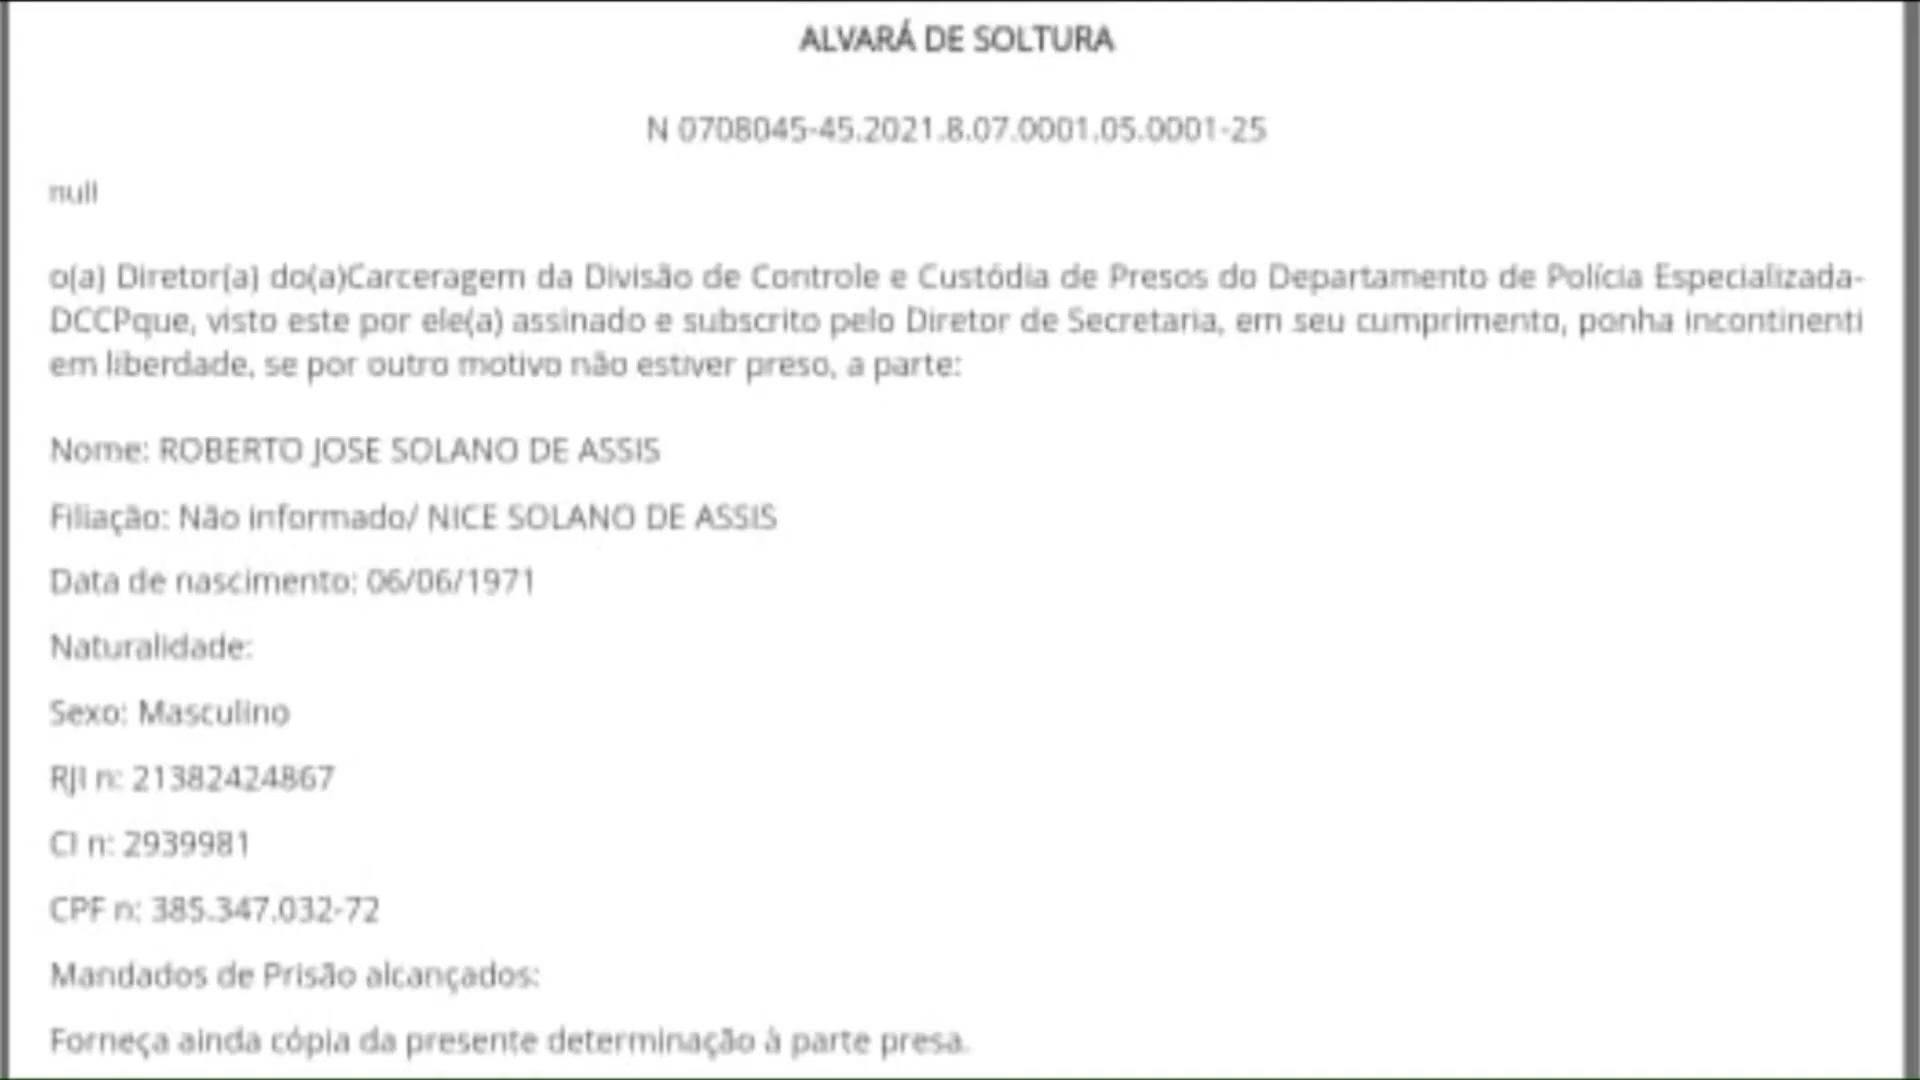 ALVARÁ DE SOLTURA
N 0708045-45.2021.8.07.0001.05.0001-25
null
o(a) Diretor(a) do(a)Carceragem da Divisão de Controle e Custódia de Presos do Departamento de Polícia Especializada-
DCCPque, visto este por ele(a) assinado e subscrito pelo Diretor de Secretaria, em seu cumprimento, ponha incontinenti
em liberdade, se por outro motivo não estiver preso, a parte:
Nome: ROBERTO JOSE SOLANO DE ASSIS
Filiação: Não informado/ NICE SOLANO DE ASSIS
Data de nascimento: 06/06/1971
Naturalidade:
Sexo: Masculino
RJI n: 21382424867
CI n: 2939981
CPF n: 385.347.032-72
Mandados de Prisão alcançados:
Forneça ainda cópia da presente determinação à parte presa.